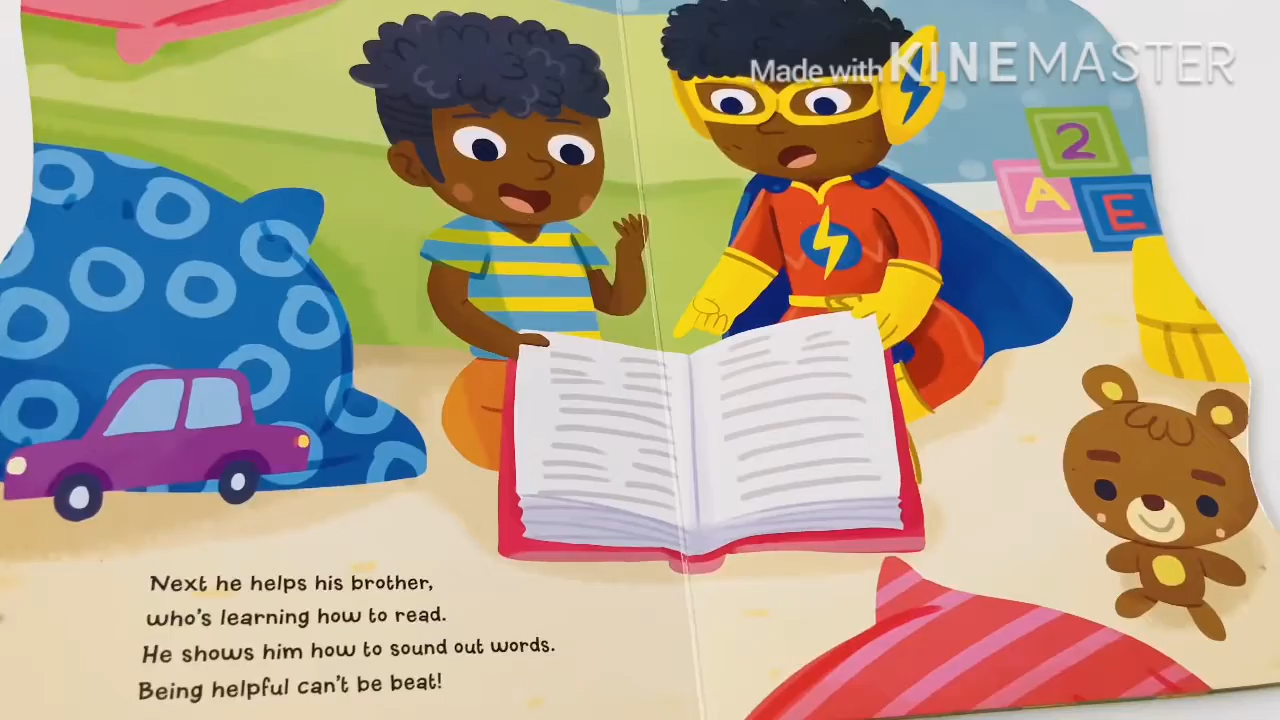 Made with KINEMASTER
2
A E
Next he helps his brother,
who's learning how to read.
He shows him how to sound out words.
Being helpful can't be beat!